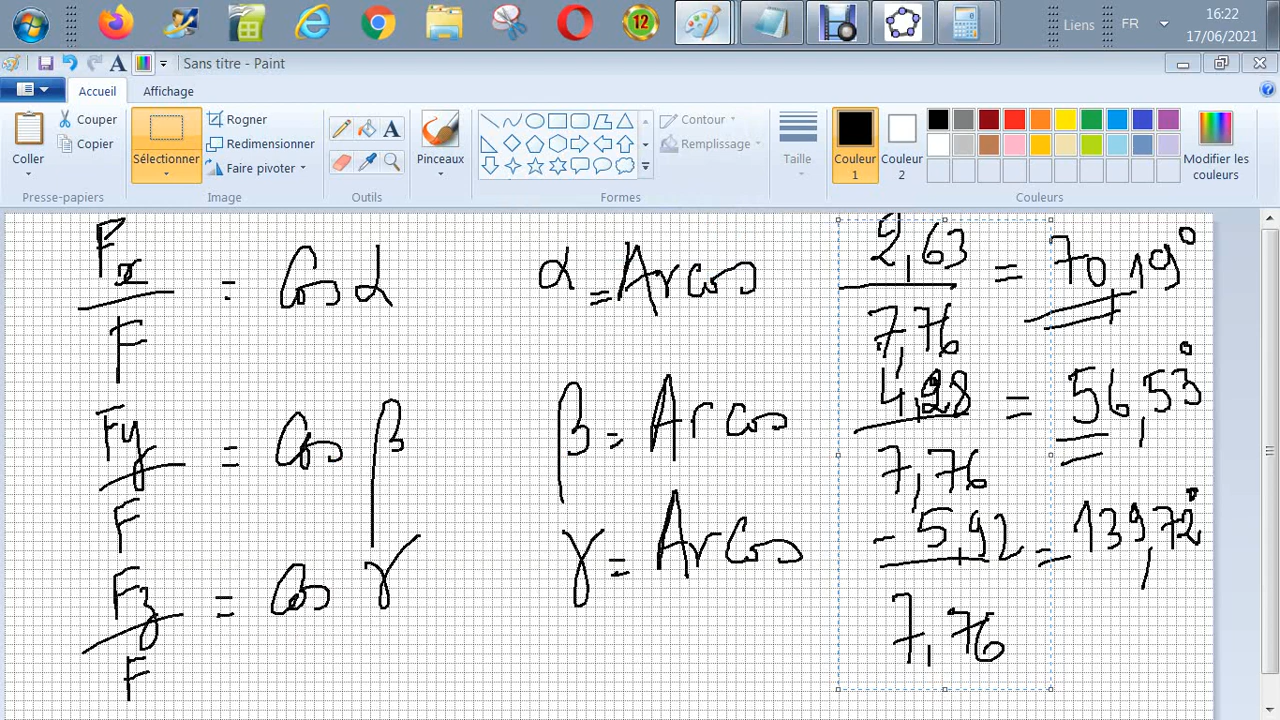 12
Liens
FR
16:22
17/06/2021
Sans titre - Paint
Accueil
Affichage
Coller
Couper
Copier
Presse-papiers
Sélectionner
Rogner
Redimensionner
Faire pivoter
Image
A
Outils
Pinceaux
Contour
Remplissage
Formes
Taille
Couleur 1
Couleur 2
Modifier les couleurs
Couleurs
Fx / F = Cos α
α = Arcos 2,63 / 7,76 = 70,19°
Fy / F = Cos β
β = Arcos 4,28 / 7,76 = 56,53°
Fz / F = Cos γ
γ = Arcos -5,92 / 7,76 = 139,72°